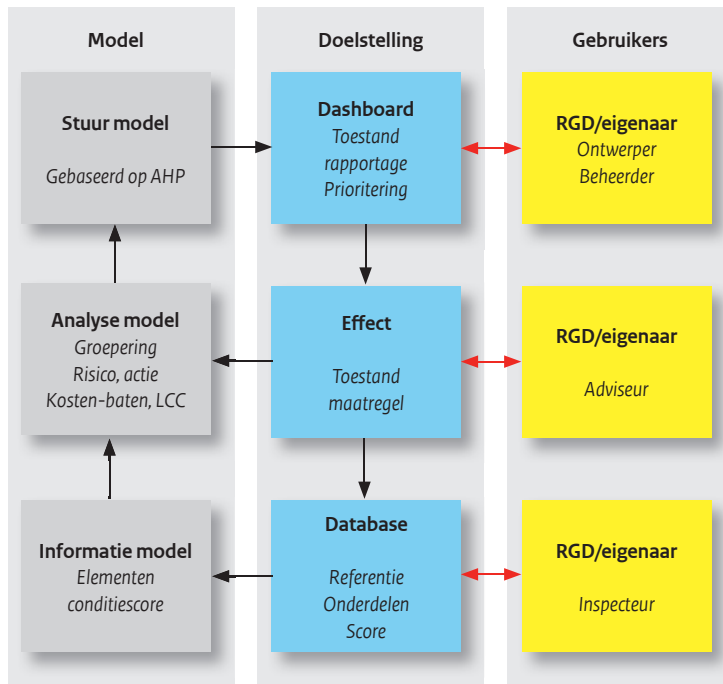 Model
Doelstelling
Gebruikers
Stuur model
Gebaseerd op AHP
Dashboard
Toestand
rapportage
Prioritering
RGD/eigenaar
Ontwerper
Beheerder
Analyse model
Groepering
Risico, actie
Kosten-baten, LCC
Effect
Toestand
maatregel
RGD/eigenaar
Adviseur
Informatie model
Elementen
conditiescore
Database
Referentie
Onderdelen
Score
RGD/eigenaar
Inspecteur